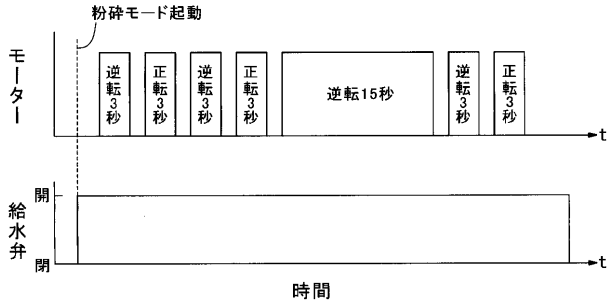 粉砕モード起動
モーター
逆転3秒
正転3秒
逆転3秒
正転3秒
逆転15秒
逆転3秒
正転3秒
t
給水弁
開
閉
t
時間